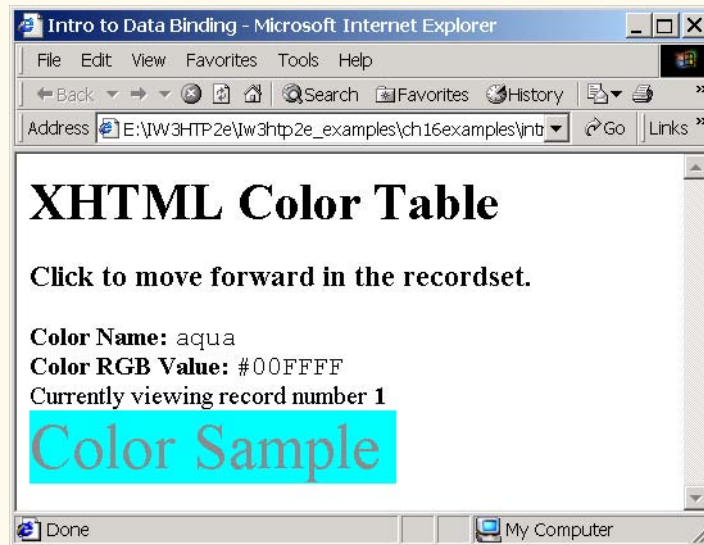 Intro to Data Binding - Microsoft Internet Explorer
File Edit View Favorites Tools Help
Back Search Favorites History
Address E:\IW3HTP2e\Iw3htp2e_examples\ch16examples\intr Go Links
XHTML Color Table
Click to move forward in the recordset.
Color Name: aqua
Color RGB Value: #00FFFF
Currently viewing record number 1
Color Sample
Done My Computer